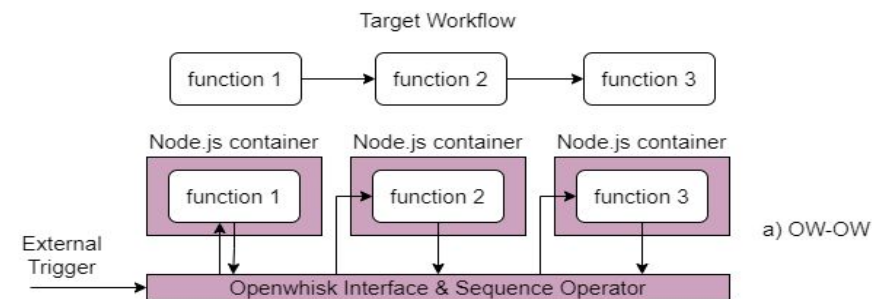 Target Workflow
function 1
function 2
function 3
Node.js container
Node.js container
Node.js container
function 1
function 2
function 3
a) OW-OW
External
Trigger
Openwhisk Interface & Sequence Operator